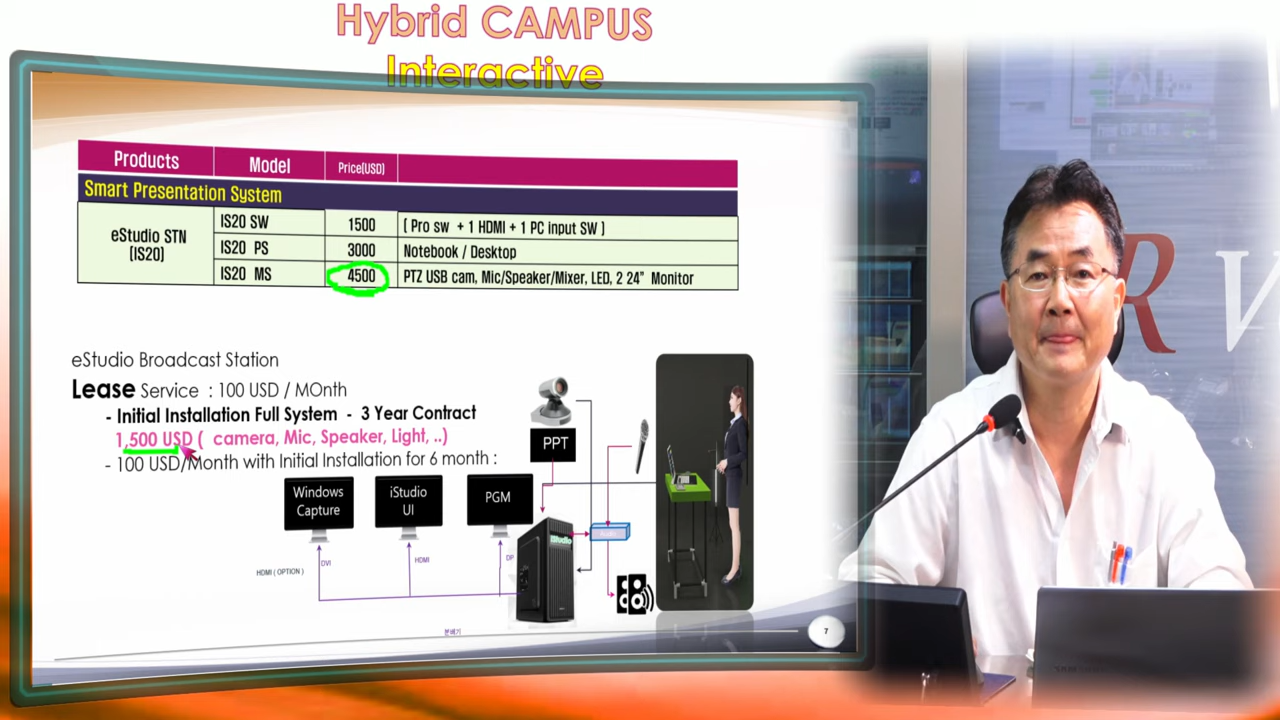 Hybrid CAMPUS
Interactive
Products Model Price(USD)
Smart Presentation System
eStudio STN
(IS20)
IS20 SW 1500 ( Pro sw + 1 HDMI + 1 PC input SW )
IS20 PS 3000 Notebook / Desktop
IS20 MS 4500 PTZ USB cam, Mic/Speaker/Mixer, LED, 2 24" Monitor
eStudio Broadcast Station
Lease Service : 100 USD / MOnth
- Initial Installation Full System - 3 Year Contract
1,500 USD ( camera, Mic, Speaker, Light, ..)
- 100 USD/Month with Initial Installation for 6 month :
PPT
Windows
Capture
iStudio
UI
PGM
iStudio
HDMI ( OPTION )
DVI
HDMI
DP
분배기
7
R V